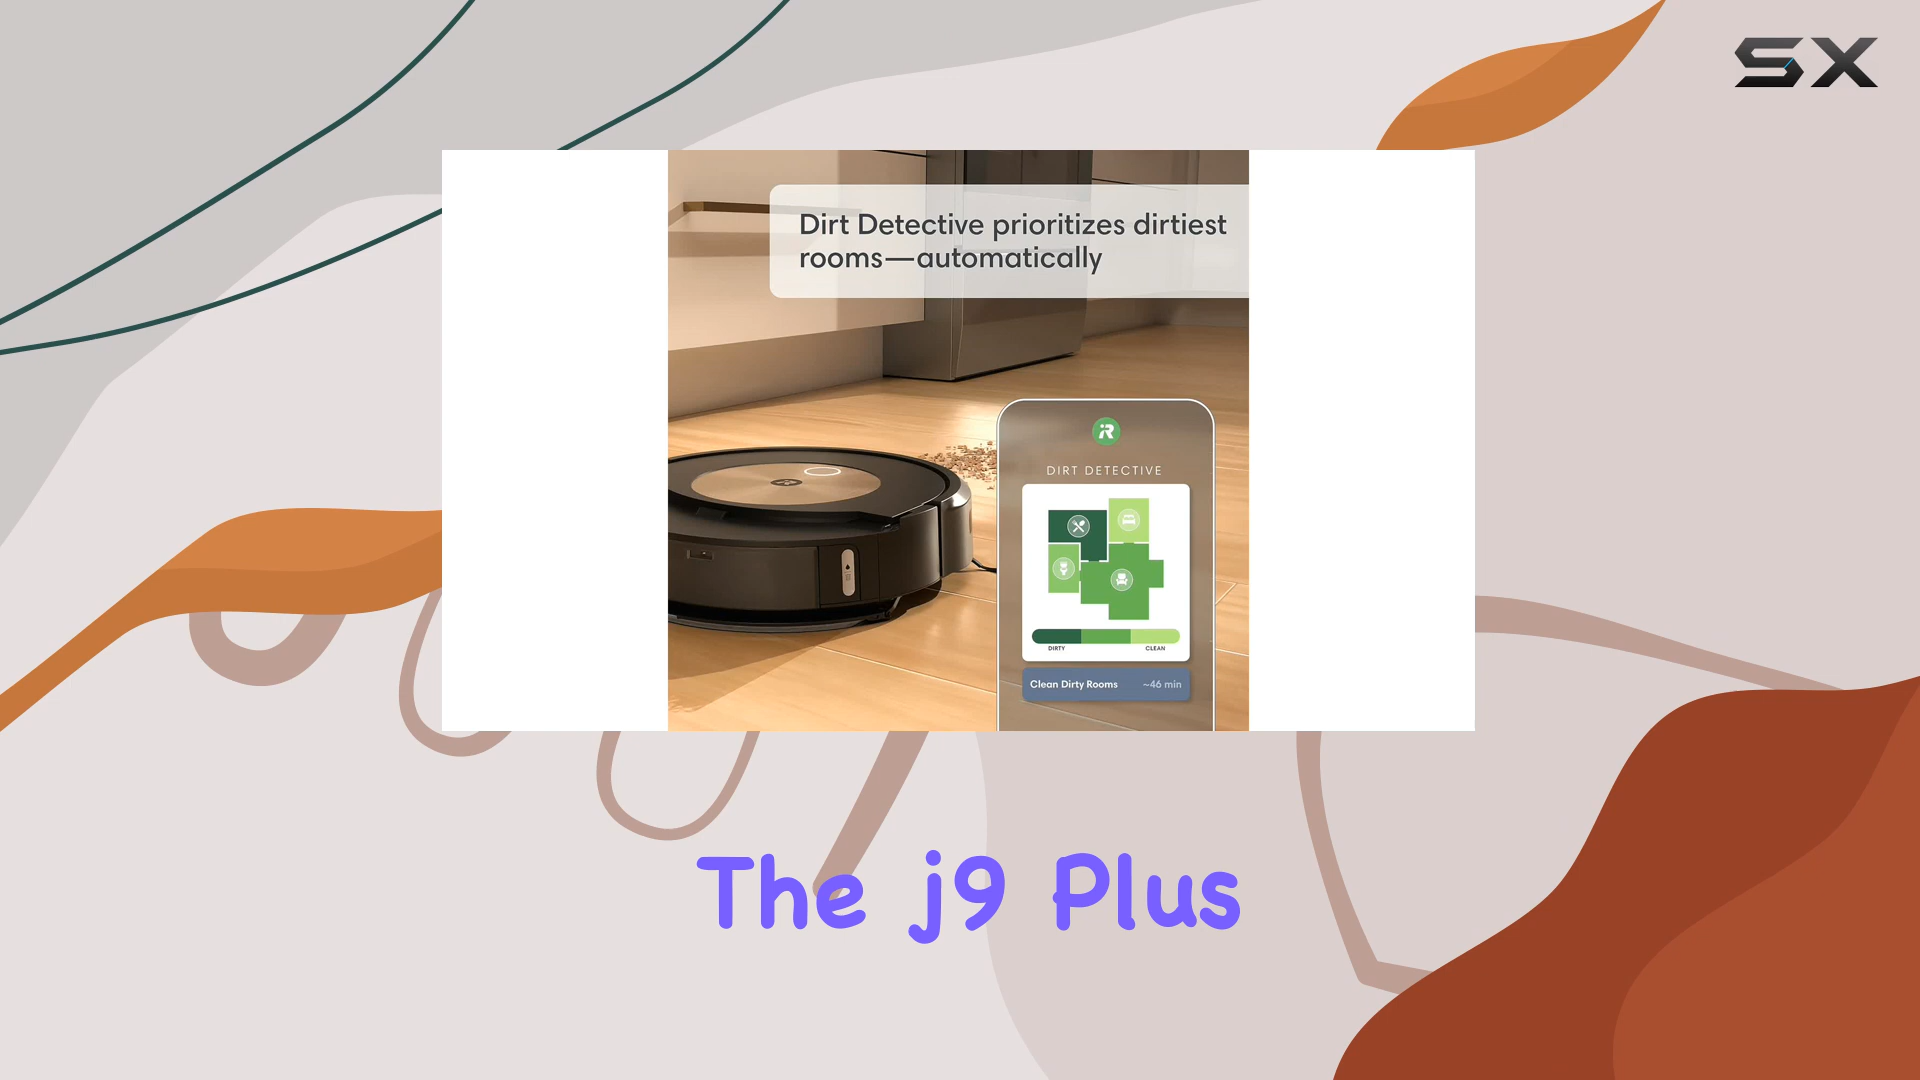 SX
Dirt Detective prioritizes dirtiest
rooms—automatically
iR
DIRT DETECTIVE
DIRTY CLEAN
Clean Dirty Rooms ~46 min
The j9 Plus